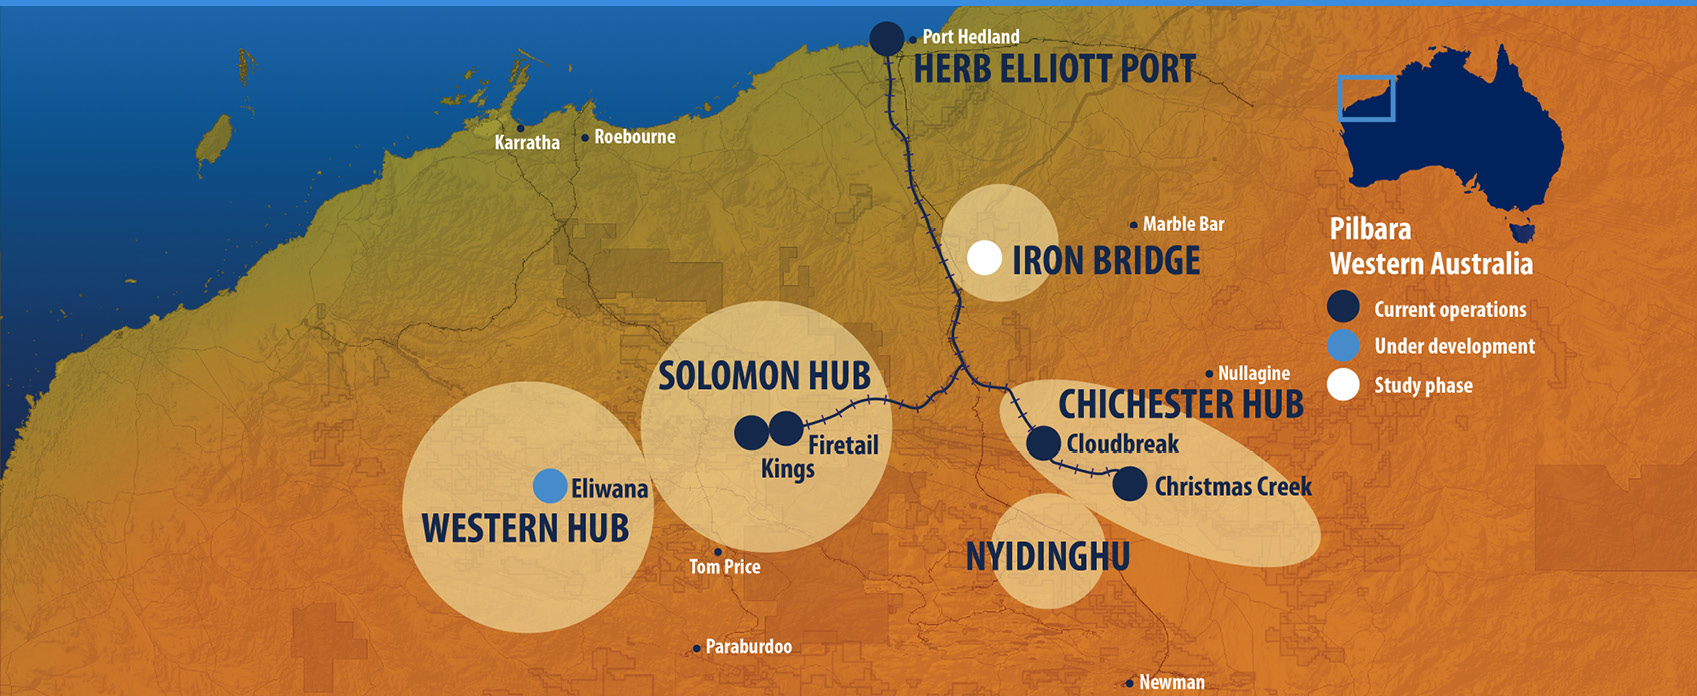 Port Hedland
HERB ELLIOTT PORT
Karratha
Roebourne
Marble Bar
IRON BRIDGE
SOLOMON HUB
Firetail
Kings
Nullagine
CHICHESTER HUB
Cloudbreak
Christmas Creek
Eliwana
WESTERN HUB
NYIDINGHU
Tom Price
Paraburdoo
Newman
Pilbara
Western Australia
Current operations
Under development
Study phase